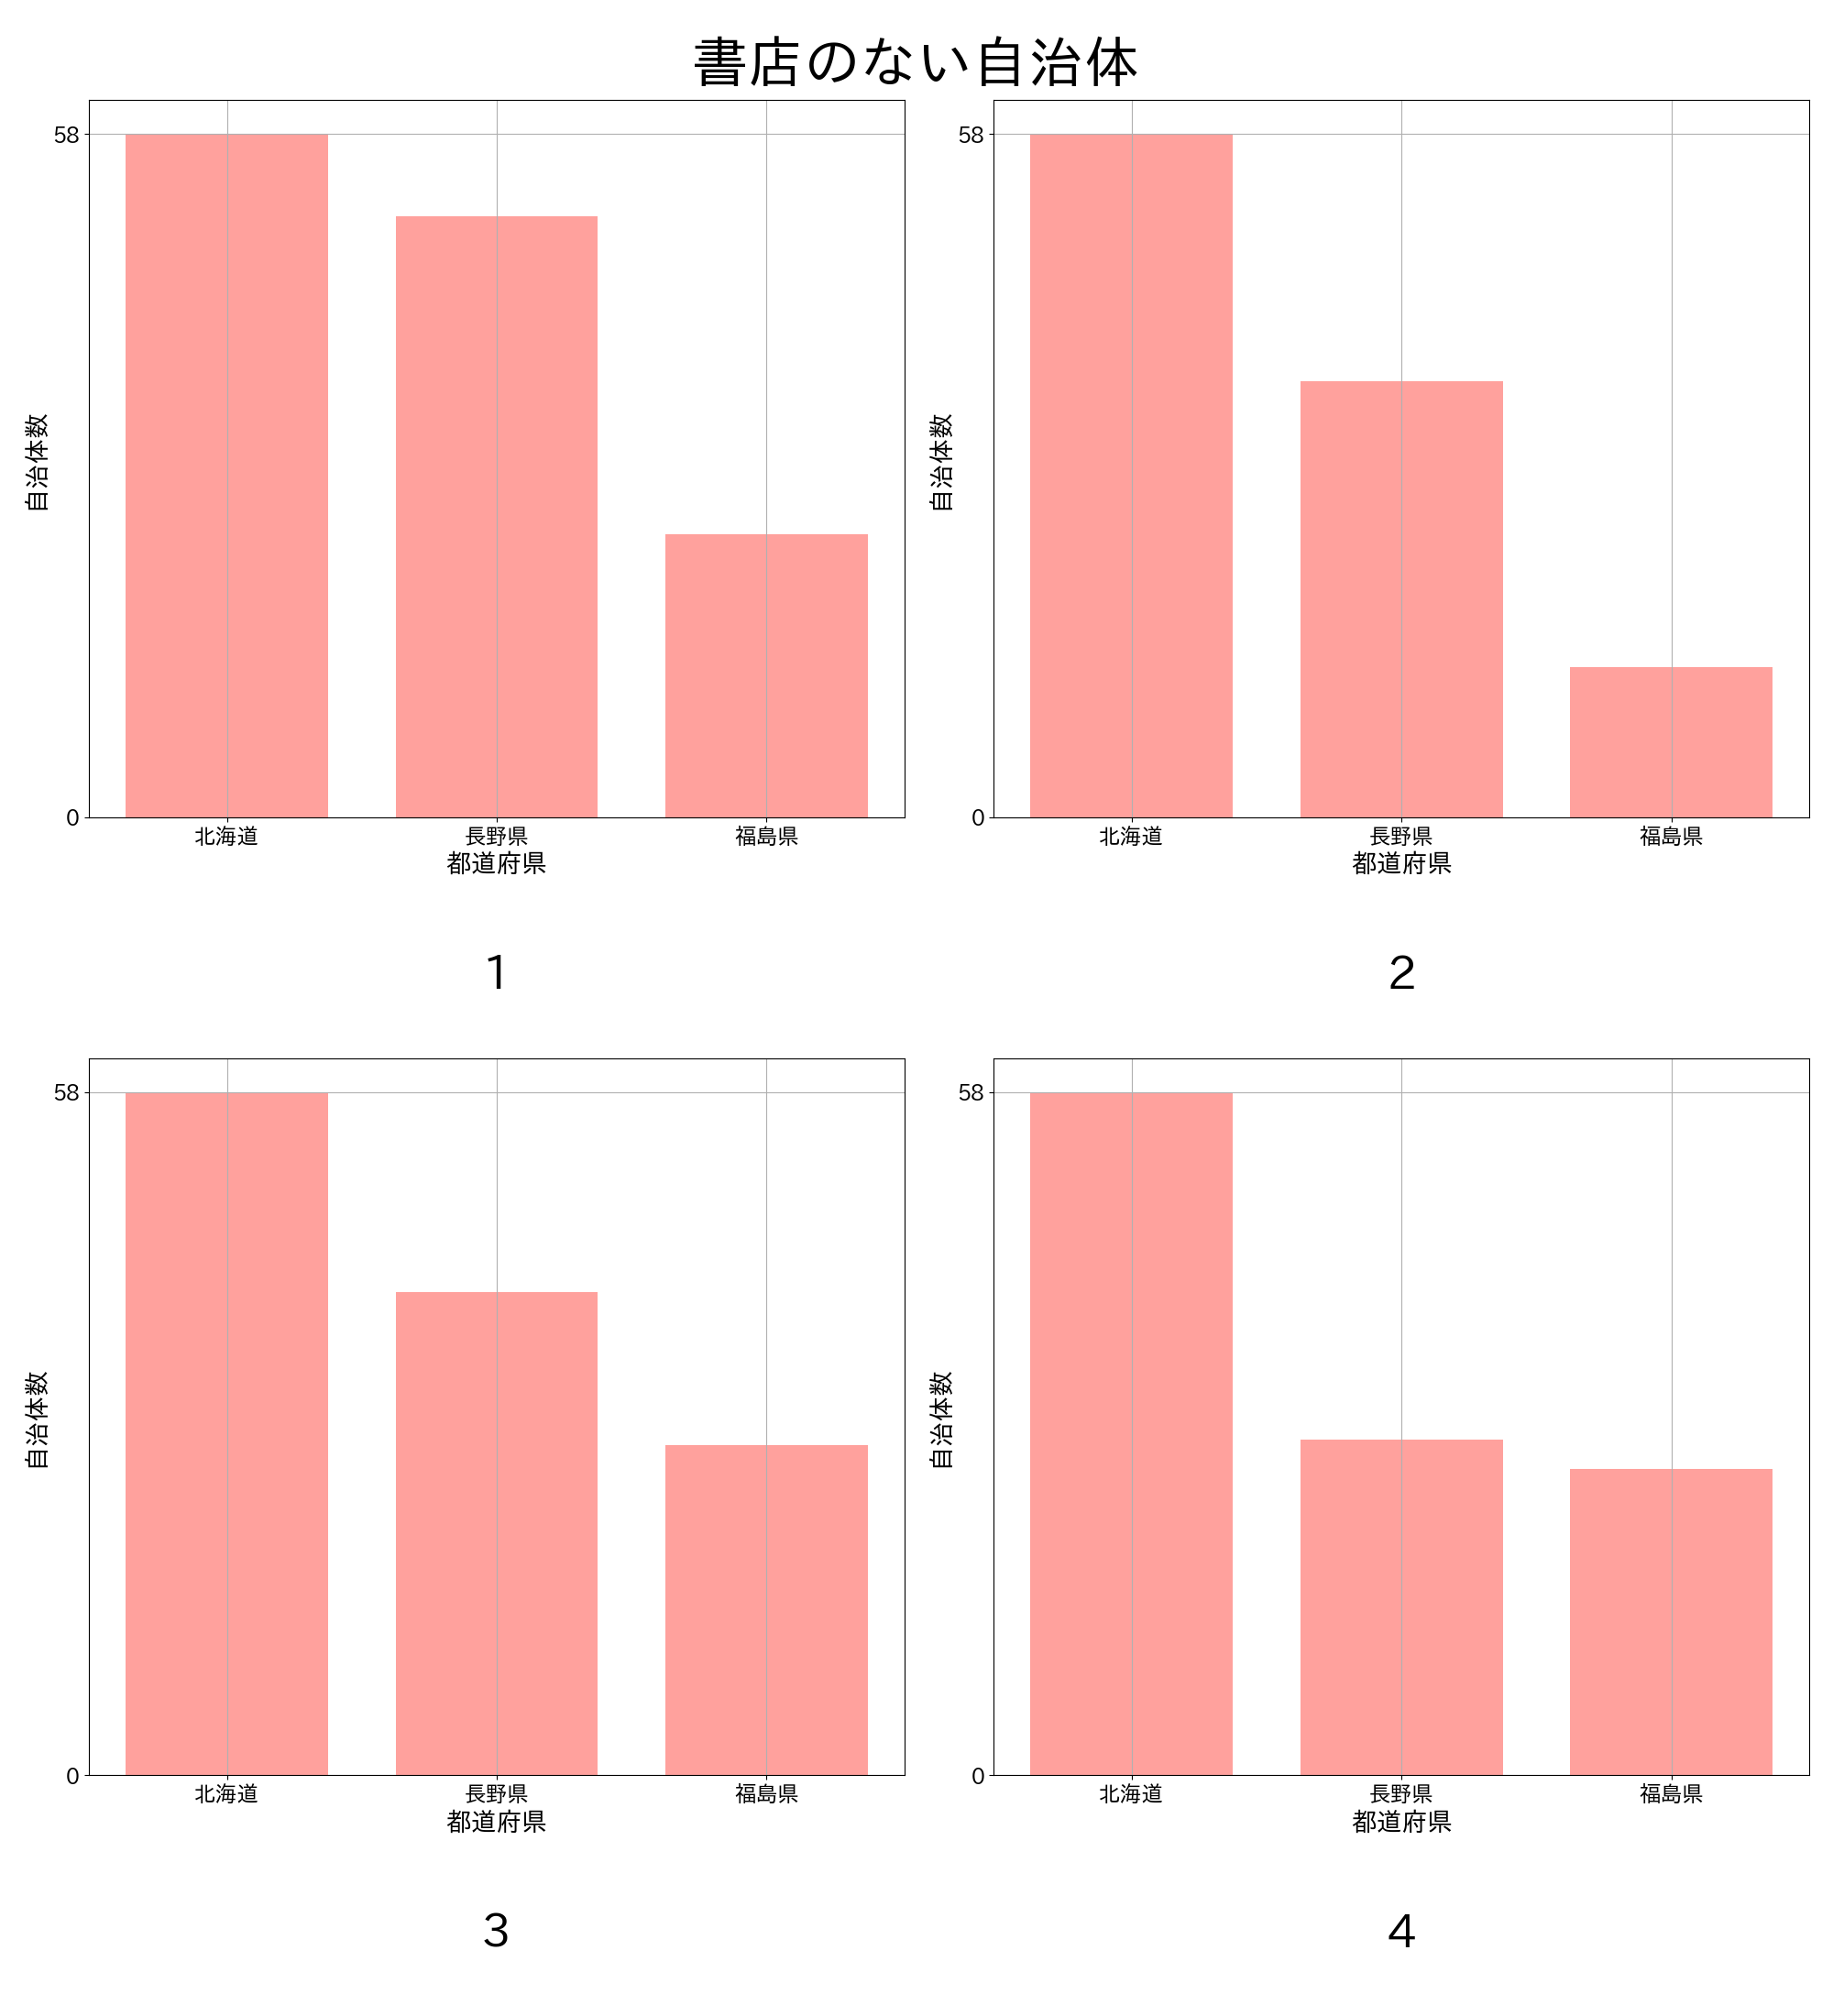 書店のない自治体
58
0
自治体数
北海道 長野県 福島県
都道府県
1
58
0
自治体数
北海道 長野県 福島県
都道府県
2
58
0
自治体数
北海道 長野県 福島県
都道府県
3
58
0
自治体数
北海道 長野県 福島県
都道府県
4